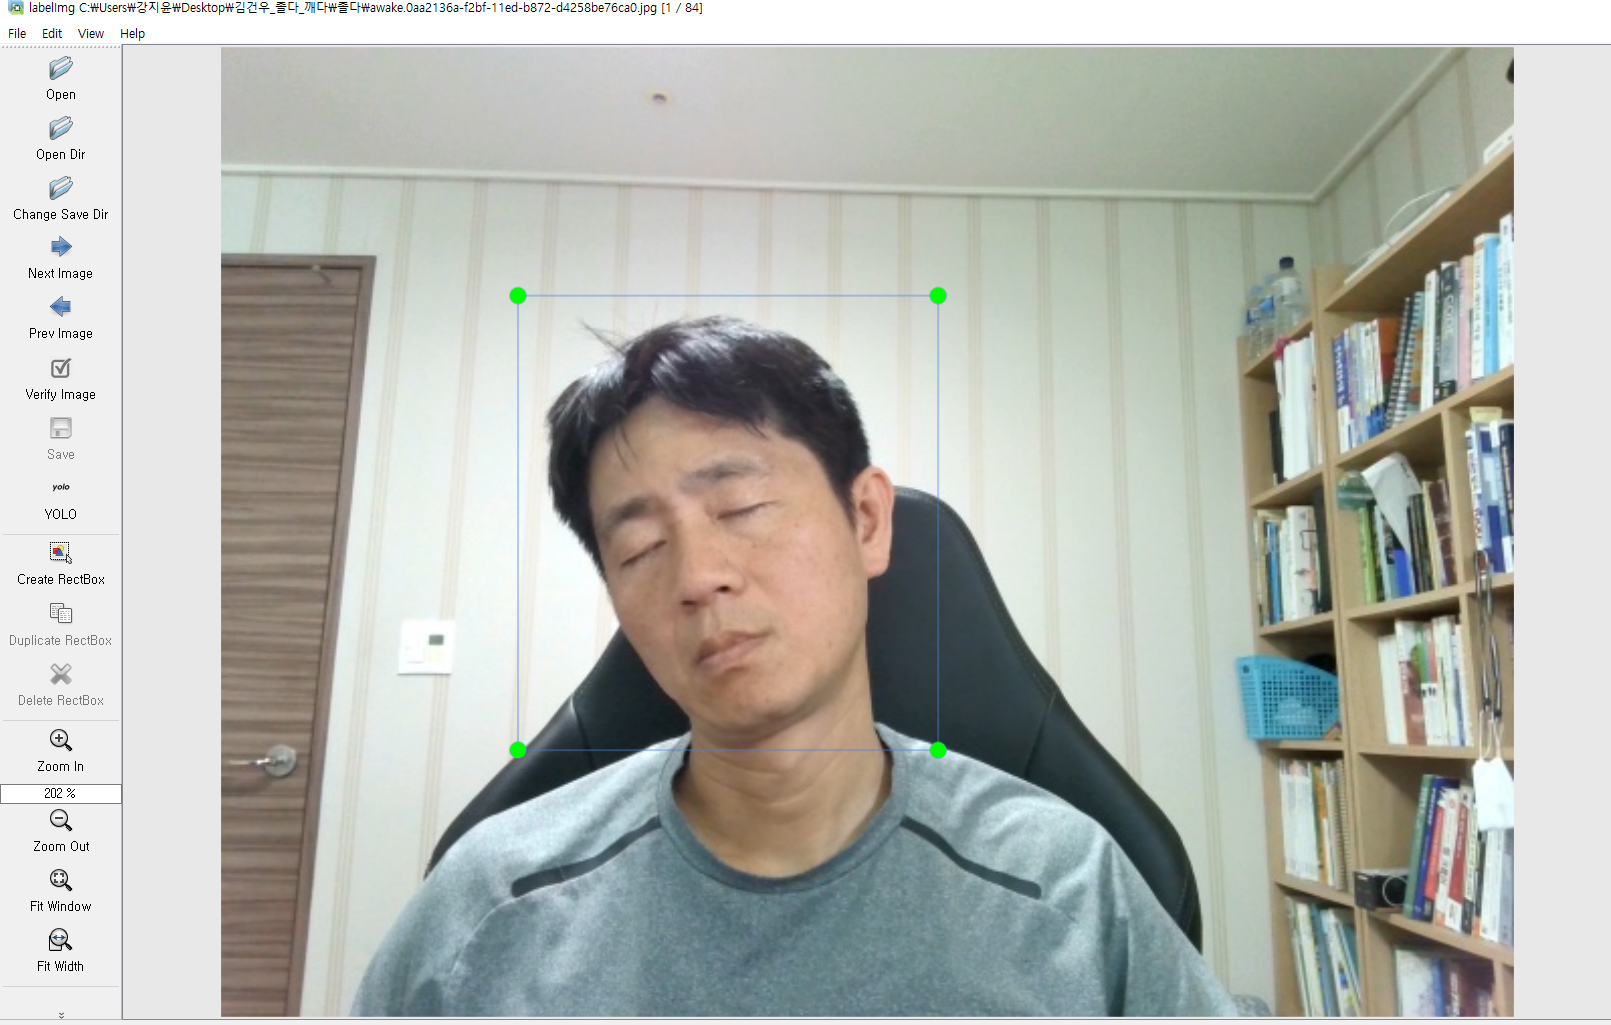 labelImg C:₩Users₩강지윤₩Desktop₩김건우_졸다_깨다₩졸다₩awake.0aa2136a-f2bf-11ed-b872-d4258be76ca0.jpg [1 / 84]
File Edit View Help
Open
Open Dir
Change Save Dir
Next Image
Prev Image
Verify Image
Save
yolo
YOLO
Create RectBox
Duplicate RectBox
Delete RectBox
Zoom In
202 %
Zoom Out
Fit Window
Fit Width